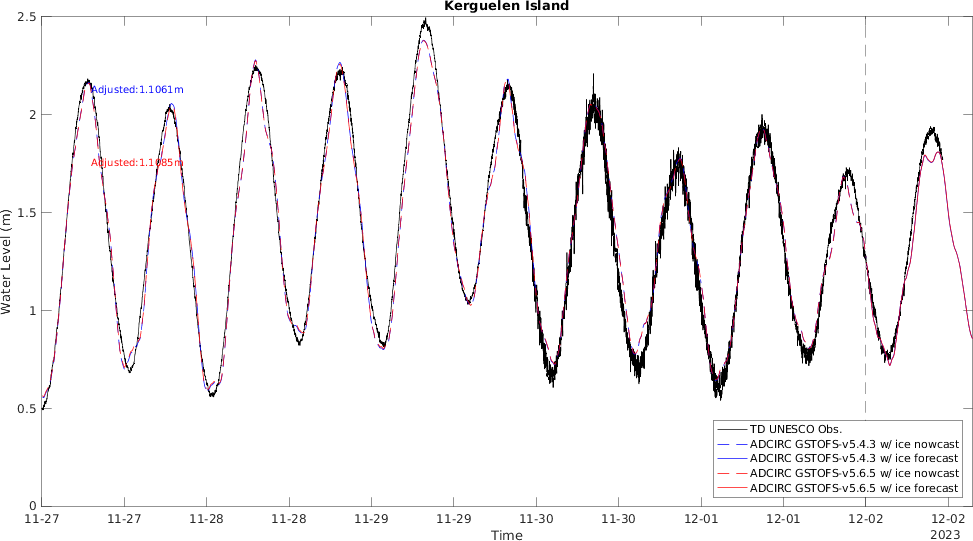 Kerguelen Island
2.5
2
1.5
1
0.5
0
Water Level (m)
Adjusted:1.1061m
Adjusted:1.1085m
TD UNESCO Obs.
ADCIRC GSTOFS-v5.4.3 w/ ice nowcast
ADCIRC GSTOFS-v5.4.3 w/ ice forecast
ADCIRC GSTOFS-v5.6.5 w/ ice nowcast
ADCIRC GSTOFS-v5.6.5 w/ ice forecast
11-27 11-27 11-28 11-28 11-29 11-29 11-30 11-30 12-01 12-01 12-02 12-02
Time
2023